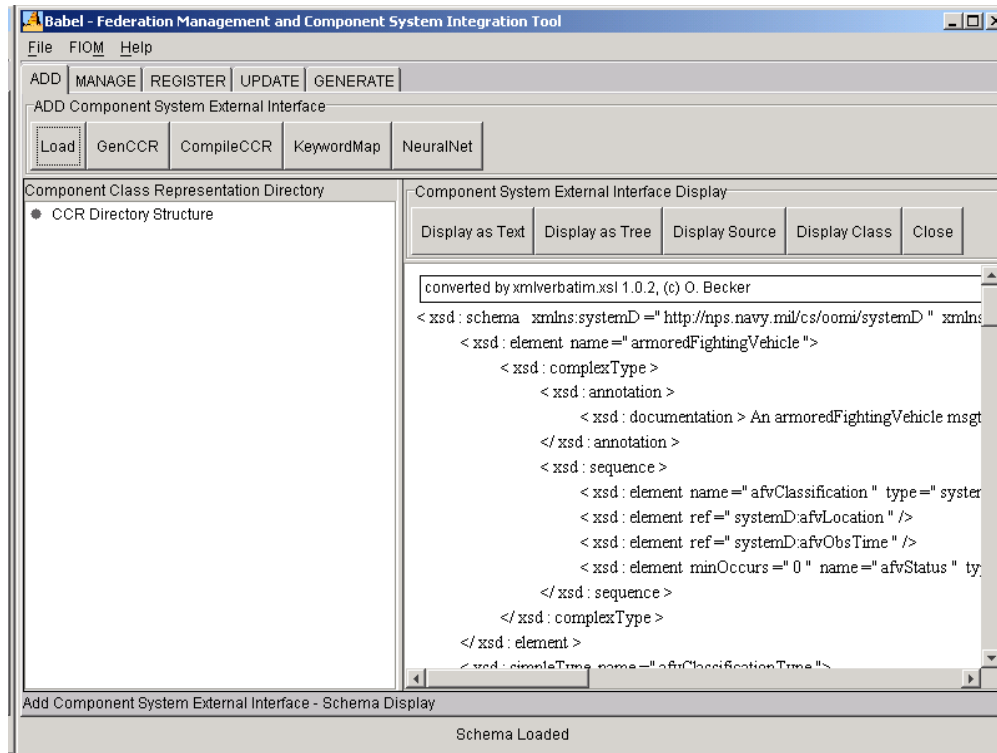 Babel - Federation Management and Component System Integration Tool
File FIOM Help
ADD MANAGE REGISTER UPDATE GENERATE
ADD Component System External Interface
Load GenCCR CompileCCR KeywordMap NeuralNet
Component Class Representation Directory
CCR Directory Structure
Component System External Interface Display
Display as Text Display as Tree Display Source Display Class Close
converted by xmlverbatim.xsl 1.0.2, (c) O. Becker
< xsd : schema xmlns:systemD =" http://nps.navy.mil/cs/oomi/systemD " xmlns
< xsd : element name =" armoredFightingVehicle ">
< xsd : complexType >
< xsd : annotation >
< xsd : documentation > An armoredFightingVehicle msgt
</ xsd : annotation >
< xsd : sequence >
< xsd : element name =" afvClassification " type =" system
< xsd : element ref =" systemD:afvLocation " />
< xsd : element ref =" systemD:afvObsTime " />
< xsd : element minOccurs =" 0 " name =" afvStatus " ty
</ xsd : sequence >
</ xsd : complexType >
</ xsd : element >
< xsd : simpleType name =" afvClassificationType ">
Add Component System External Interface - Schema Display
Schema Loaded